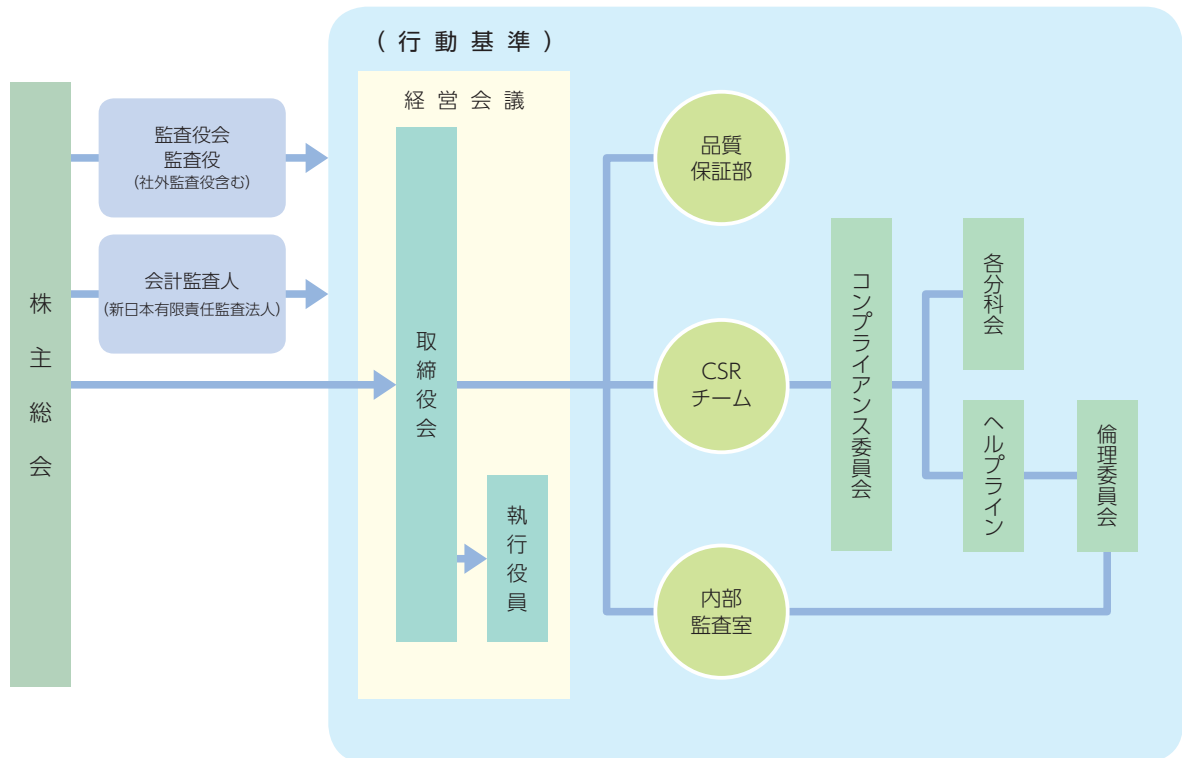 （行動基準）
株主総会
監査役会
監査役
（社外監査役含む）
会計監査人
（新日本有限責任監査法人）
経営会議
取締役会
執行役員
品質
保証部
CSR
チーム
内部
監査室
コンプライアンス委員会
各分科会
ヘルプライン
倫理委員会